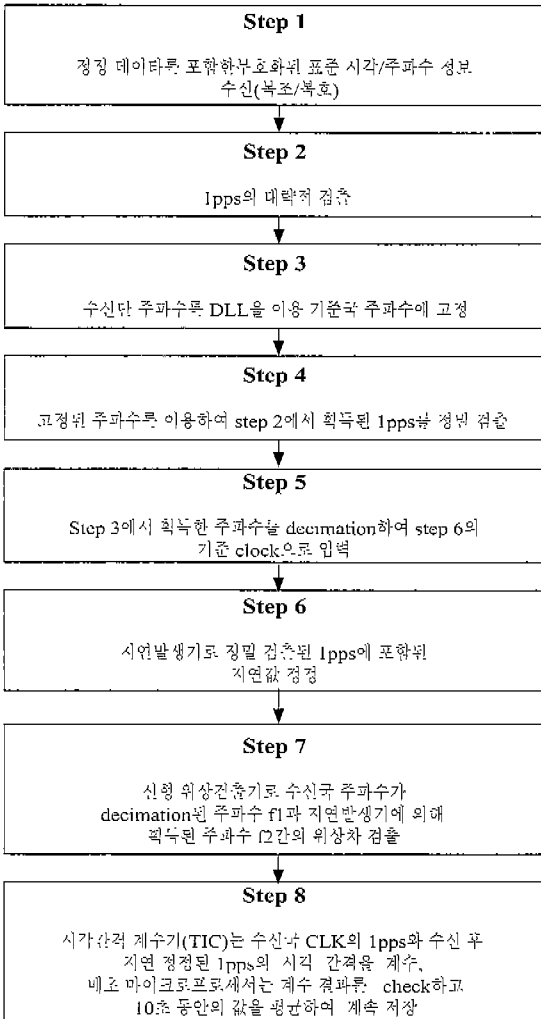 Step 1
정정 데이타를 포함한부호화된 표준 시각/주파수 정보
수신(복조/복호)
Step 2
1pps의 대략적 검출
Step 3
수신단 주파수를 DLL을 이용 기준국 주파수에 고정
Step 4
고정된 주파수를 이용하여 step 2에서 획득된 1pps를 정밀 검출
Step 5
Step 3에서 획득한 주파수를 decimation하여 step 6의
기준 clock으로 입력
Step 6
지연발생기로 정밀 검출된 1pps에 포함된
지연값 정정
Step 7
선형 위상검출기로 수신국 주파수가
decimation된 주파수 f1과 지연발생기에 의해
획득된 주파수 f2간의 위상차 검출
Step 8
시각간격 계수기(TIC)는 수신국 CLK의 1pps와 수신 후
지연 정정된 1pps의 시각 간격을 계수,
매초 마이크로프로세서는 계수 결과를 check하고
10초 동안의 값을 평균하여 계속 저장